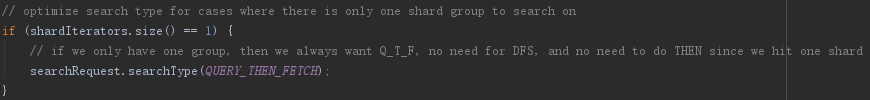 // optimize search type for cases where there is only one shard group to search on
if (shardIterators.size() == 1) {
// if we only have one group, then we always want Q_T_F, no need for DFS, and no need to do THEN since we hit one shard
searchRequest.searchType(QUERY_THEN_FETCH);
}